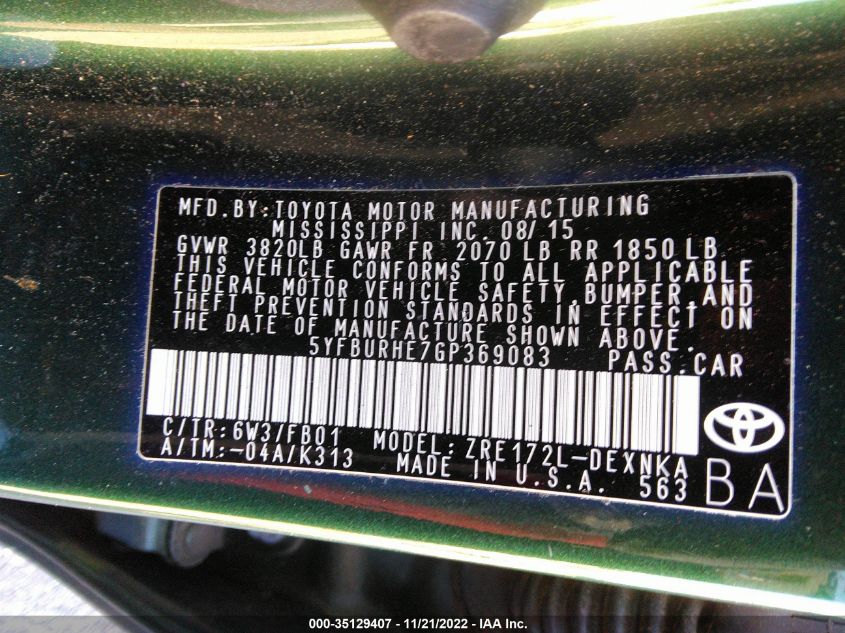 MFD.BY:TOYOTA MOTOR MANUFACTURING
MISSISSIPPI INC. 08/15
GVWR 3820LB GAWR FR 2070 LB RR 1850 LB
THIS VEHICLE CONFORMS TO ALL APPLICABLE
FEDERAL MOTOR VEHICLE SAFETY,BUMPER,AND
THEFT PREVENTION STANDARDS IN EFFECT ON
THE DATE OF MANUFACTURE SHOWN ABOVE.
5YFBURHE7GP369083 PASS.CAR
C/TR:6W3/FB01 MODEL:ZRE172L-DEXNKA
A/TM:-04A/K313 MADE IN U.S.A. 563
BA
000-35129407 - 11/21/2022 - IAA Inc.